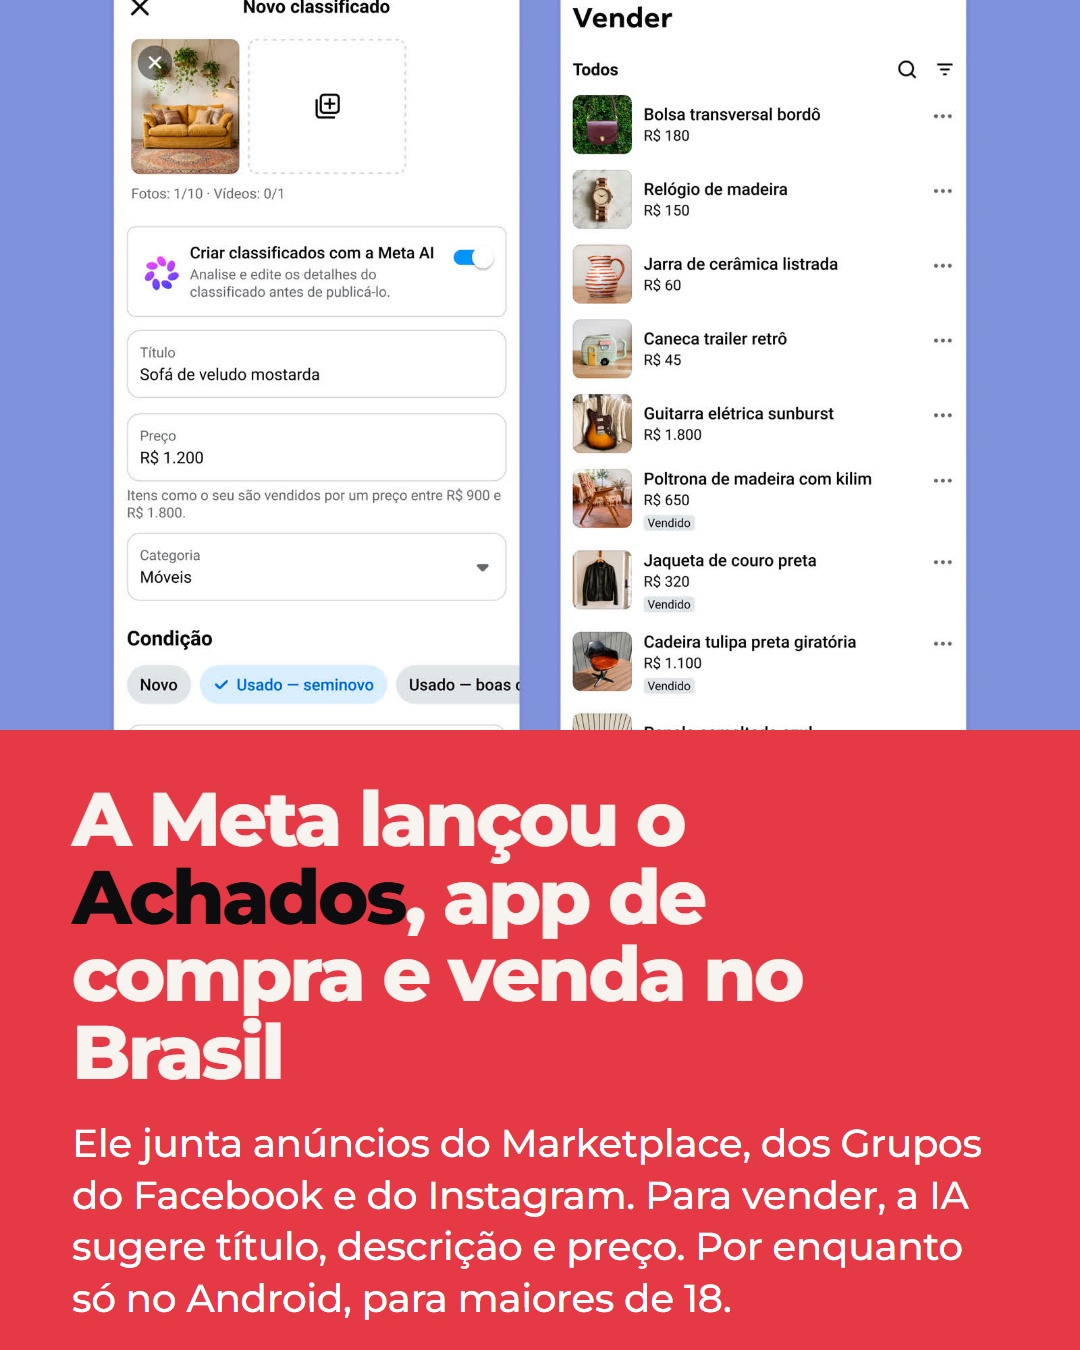 Novo classificado
Fotos: 1/10 · Vídeos: 0/1
Criar classificados com a Meta AI
Analise e edite os detalhes do
classificado antes de publicá-lo.
Título
Sofá de veludo mostarda
Preço
R$ 1.200
Itens como o seu são vendidos por um preço entre R$ 900 e
R$ 1.800.
Categoria
Móveis
Condição
Novo
Usado — seminovo
Usado — boas
Vender
Todos
Bolsa transversal bordô
R$ 180
Relógio de madeira
R$ 150
Jarra de cerâmica listrada
R$ 60
Caneca trailer retrô
R$ 45
Guitarra elétrica sunburst
R$ 1.800
Poltrona de madeira com kilim
R$ 650
Vendido
Jaqueta de couro preta
R$ 320
Vendido
Cadeira tulipa preta giratória
R$ 1.100
Vendido
A Meta lançou o
Achados, app de
compra e venda no
Brasil
Ele junta anúncios do Marketplace, dos Grupos
do Facebook e do Instagram. Para vender, a IA
sugere título, descrição e preço. Por enquanto
só no Android, para maiores de 18.